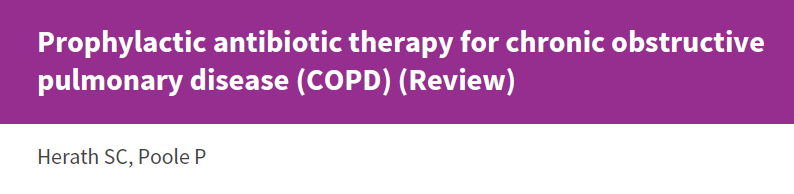 Prophylactic antibiotic therapy for chronic obstructive
pulmonary disease (COPD) (Review)
Herath SC, Poole P